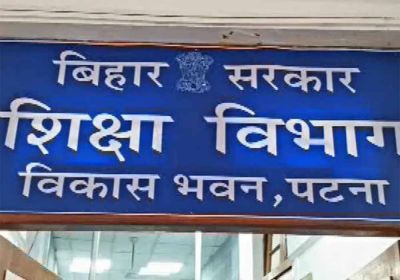 बिहार सरकार
शिक्षा विभाग
विकास भवन, पटना